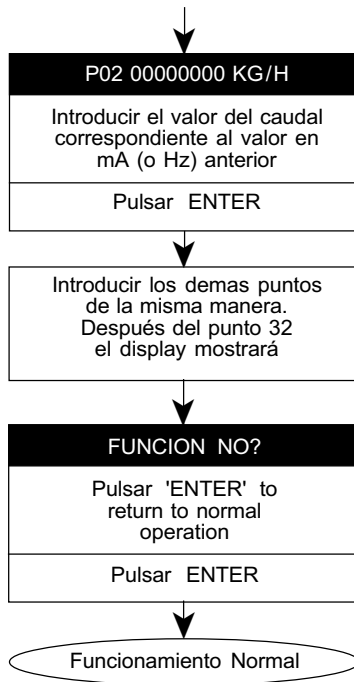 P02 00000000 KG/H
Introducir el valor del caudal
correspondiente al valor en
mA (o Hz) anterior
Pulsar ENTER
Introducir los demas puntos
de la misma manera.
Después del punto 32
el display mostrará
FUNCION NO?
Pulsar 'ENTER' to
return to normal
operation
Pulsar ENTER
Funcionamiento Normal